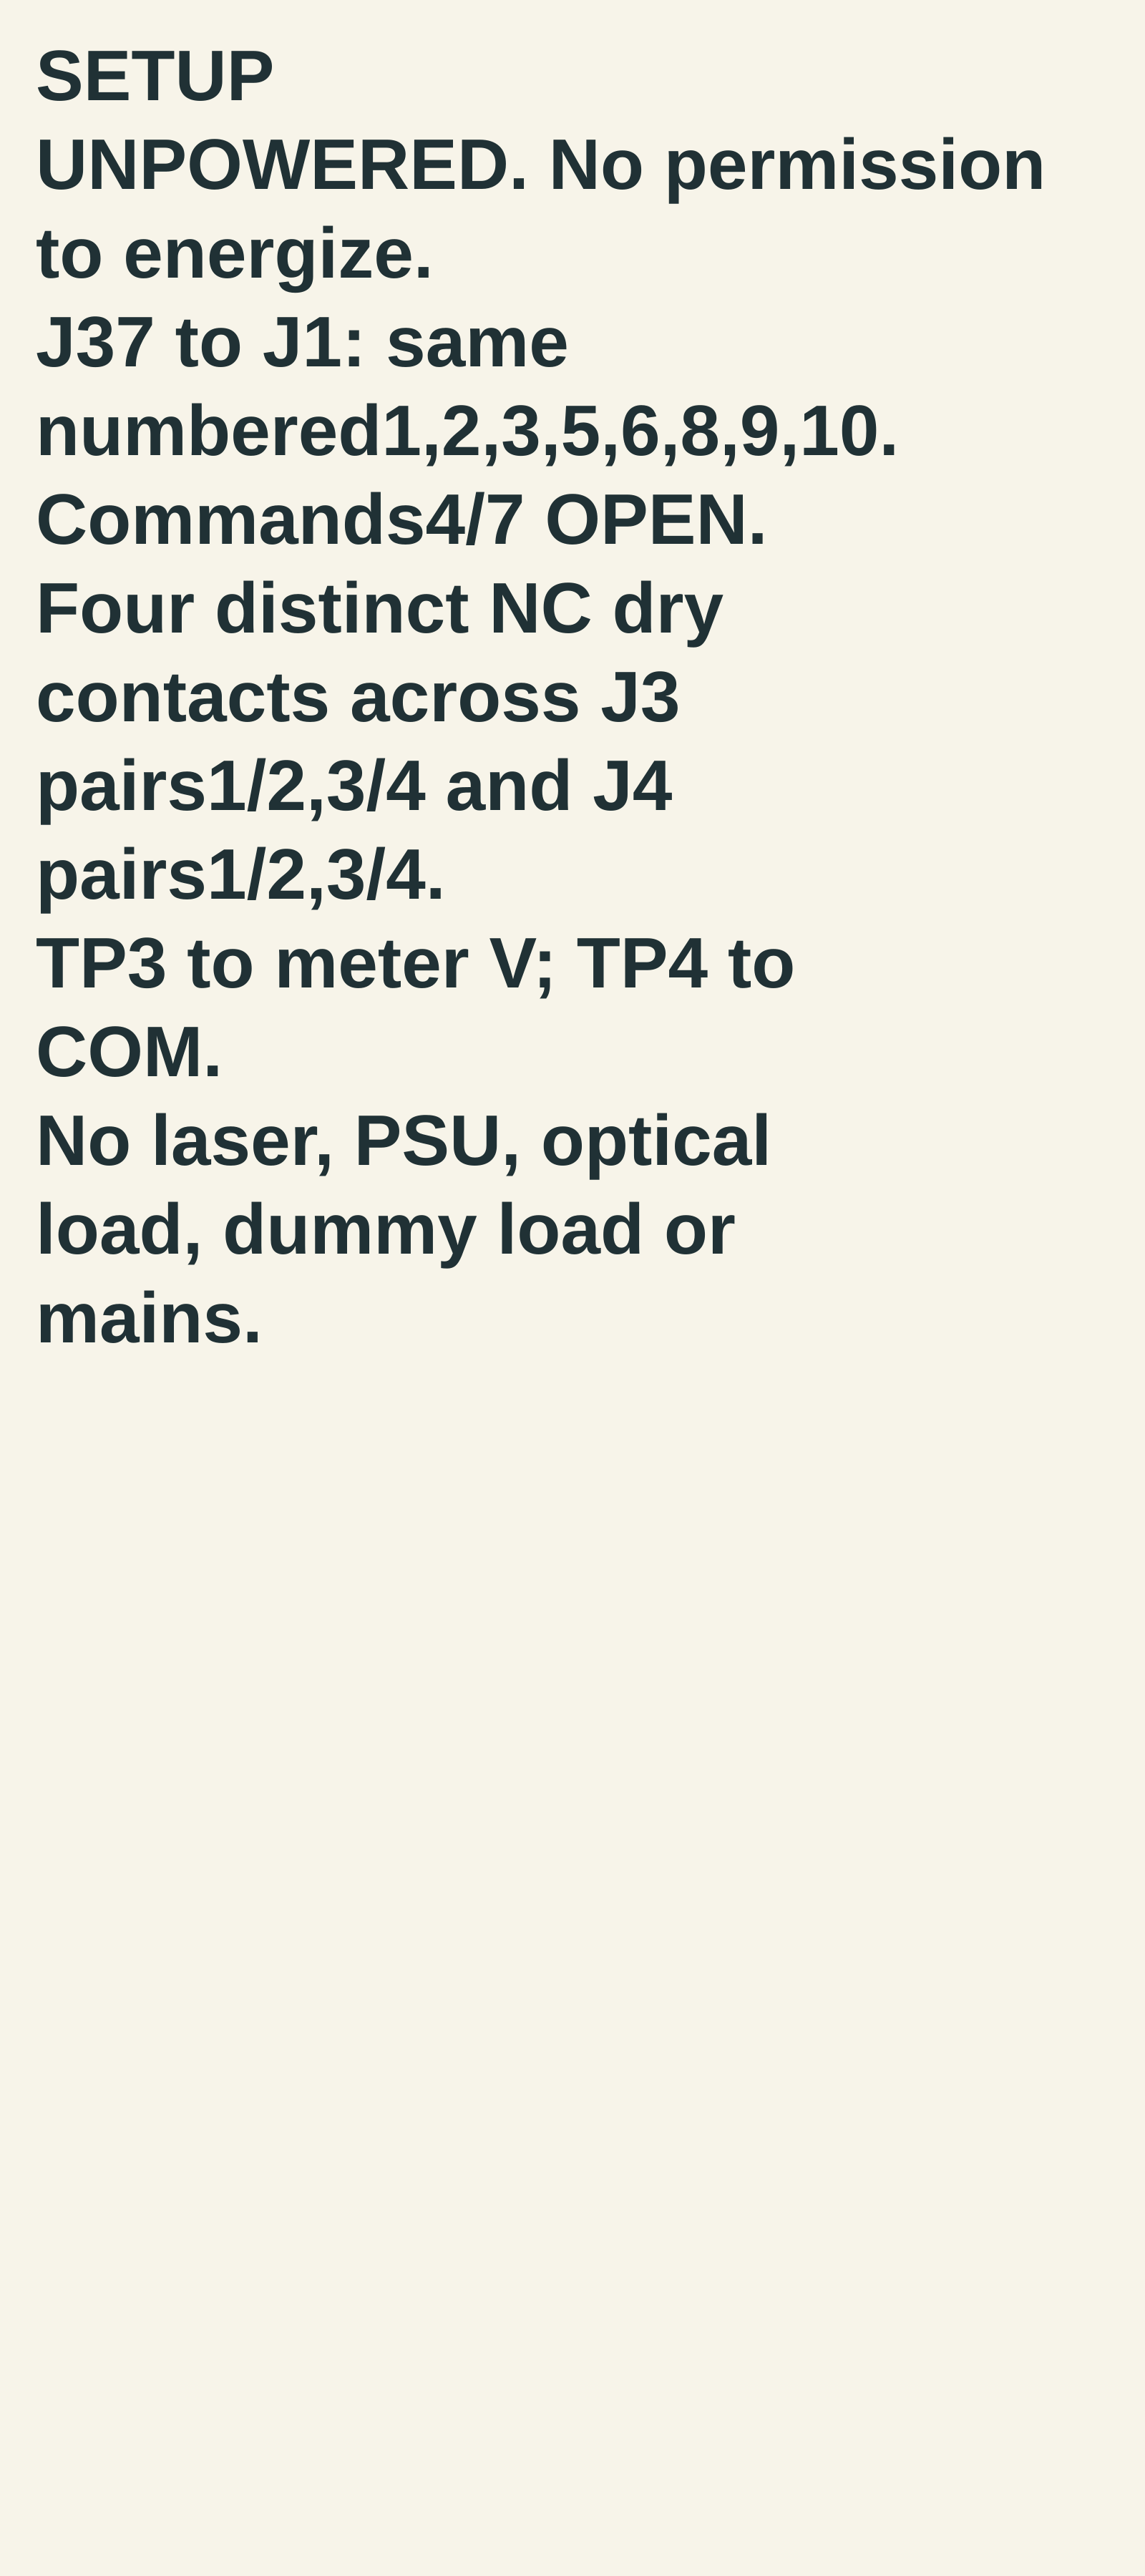 SETUP
UNPOWERED. No permission
to energize.
J37 to J1: same
numbered1,2,3,5,6,8,9,10.
Commands4/7 OPEN.
Four distinct NC dry
contacts across J3
pairs1/2,3/4 and J4
pairs1/2,3/4.
TP3 to meter V; TP4 to
COM.
No laser, PSU, optical
load, dummy load or
mains.